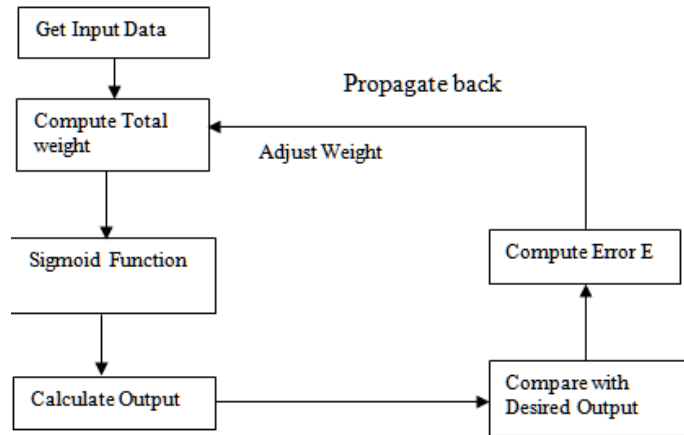 Get Input Data
Propagate back
Compute Total
weight
Adjust Weight
Sigmoid Function
Compute Error E
Calculate Output
Compare with
Desired Output